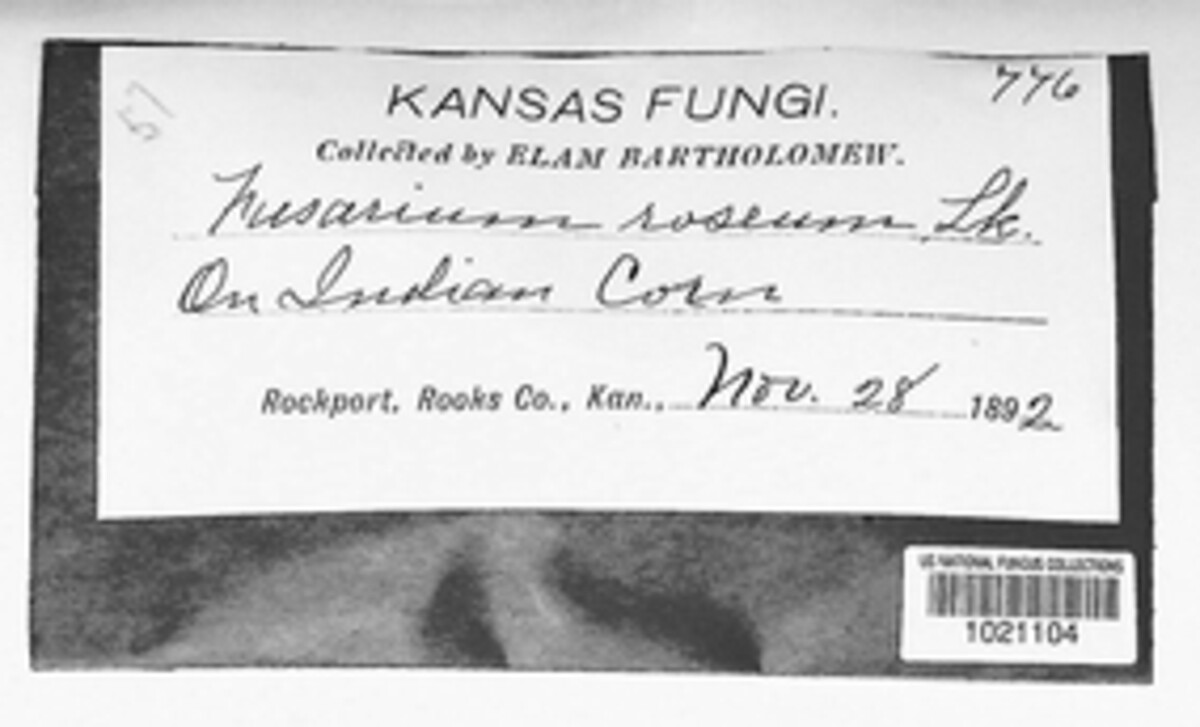 57
776
KANSAS FUNGI.
Collected by ELAM BARTHOLOMEW.
Fusarium roseum Lk.
On Indian Corn
Rockport, Rooks Co., Kan., Nov. 28 1892
US NATIONAL FUNGUS COLLECTIONS
1021104